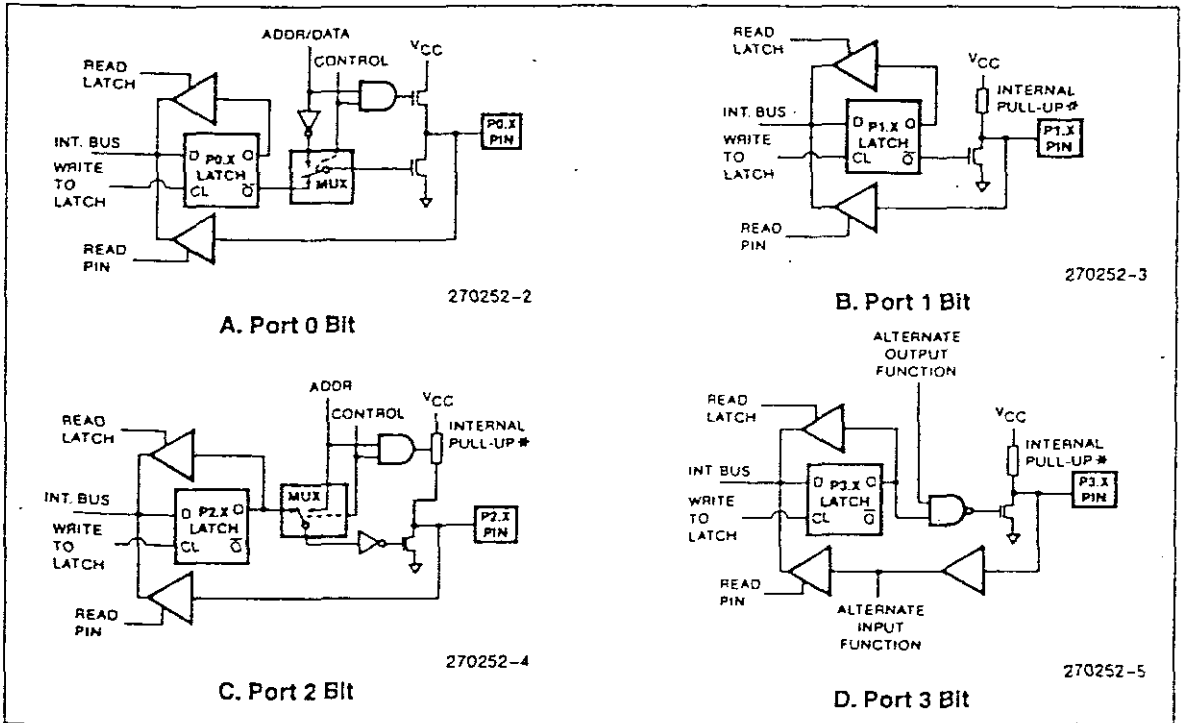 ADDR/DATA
CONTROL
VCC
READ
LATCH
INT. BUS
WRITE
TO
LATCH
D P0.X Q
LATCH
CL Q
MUX
P0.X
PIN
READ
PIN
270252-2
A. Port 0 Bit
READ
LATCH
VCC
INTERNAL
PULL-UP*
INT. BUS
WRITE
TO
LATCH
D P1.X Q
LATCH
CL Q
P1.X
PIN
READ
PIN
270252-3
B. Port 1 Bit
ADDR
CONTROL
VCC
INTERNAL
PULL-UP*
READ
LATCH
INT. BUS
WRITE
TO
LATCH
D P2.X Q
LATCH
CL Q
MUX
P2.X
PIN
READ
PIN
270252-4
C. Port 2 Bit
ALTERNATE
OUTPUT
FUNCTION
READ
LATCH
VCC
INTERNAL
PULL-UP*
INT BUS
WRITE
TO
LATCH
D P3.X Q
LATCH
CL Q
P3.X
PIN
READ
PIN
ALTERNATE
INPUT
FUNCTION
270252-5
D. Port 3 Bit